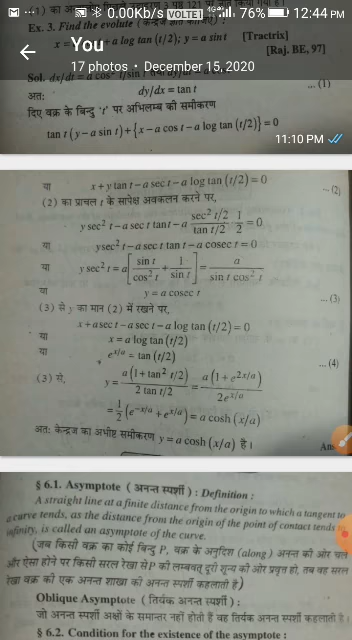 0.00Kb/s VOLTE 4G 76% 12:44 PM
Ex. 3. Find the evolute
You
a log tan (t/2); y = a sin t [Tractrix]
17 photos • December 15, 2020
[Raj. BE, 97]
Sol.
... (1)
अतः dy/dx = tan t
दिए वक्र के बिन्दु 't' पर अभिलम्ब की समीकरण
tan t (y – a sin t) + {x – a cos t – a log tan (t/2)} = 0
11:10 PM
या x + y tan t – a sec t – a log tan (t/2) = 0 ... (2)
(2) का प्राचल t के सापेक्ष अवकलन करने पर,
y sec² t – a sec t tan t – a sec² t/2 / tan t/2 · 1/2 = 0
या y sec² t – a sec t tan t – a cosec t = 0
या y sec² t = a [sin t / cos² t + 1 / sin t] = a / sin t cos² t
या y = a cosec t ... (3)
(3) से y का मान (2) में रखने पर,
x + a sec t – a sec t – a log tan (t/2) = 0
या x = a log tan (t/2)
या e^{x/a} = tan (t/2) ... (4)
(3) से, y = a (1 + tan² t/2) / 2 tan t/2 = a (1 + e^{2x/a}) / 2e^{x/a}
= 1/2 (e^{-x/a} + e^{x/a}) = a cosh (x/a)
अतः केन्द्रज का अभीष्ट समीकरण y = a cosh (x/a) है।
§ 6.1. Asymptote ( अनन्त स्पर्शी ) : Definition :
A straight line at a finite distance from the origin to which a tangent to
a curve tends, as the distance from the origin of the point of contact tends to
infinity, is called an asymptote of the curve.
(जब किसी वक्र का कोई बिन्दु P, वक्र के अनुदिश (along) अनन्त की ओर चले
और ऐसा होने पर किसी सरल रेखा से P की लम्बवत् दूरी शून्य की ओर प्रवृत्त हो, तब वह सरल
रेखा वक्र की एक अनन्त शाखा की अनन्त स्पर्शी कहलाती है)
Oblique Asymptote ( तिर्यक अनन्त स्पर्शी ) :
जो अनन्त स्पर्शी अक्षों के समान्तर नहीं होती है वह तिर्यक अनन्त स्पर्शी कहलाती है।
§ 6.2. Condition for the existence of the asymptote :